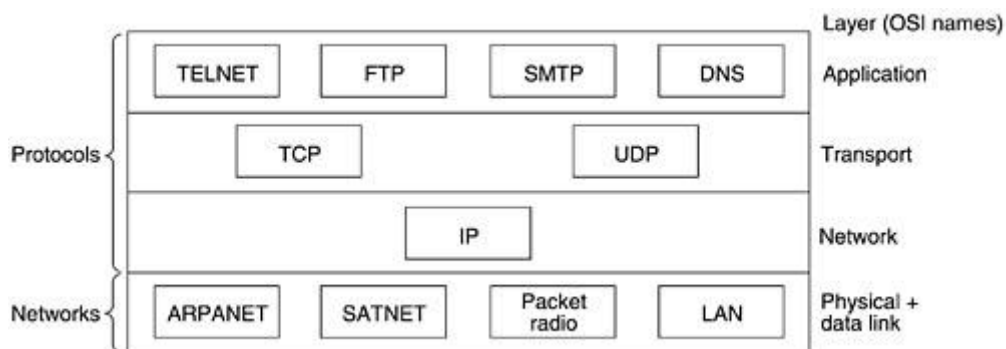 Layer (OSI names)
TELNET FTP SMTP DNS Application
Protocols TCP UDP Transport
IP Network
Networks ARPANET SATNET Packet radio LAN Physical + data link